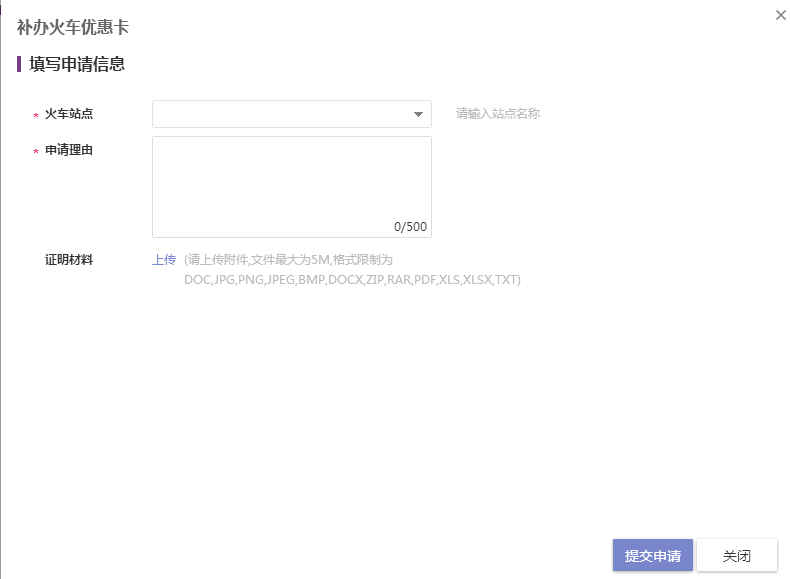 补办火车优惠卡
填写申请信息
* 火车站点 请输入站点名称
* 申请理由
0/500
证明材料 上传 (请上传附件,文件最大为5M,格式限制为
DOC,JPG,PNG,JPEG,BMP,DOCX,ZIP,RAR,PDF,XLS,XLSX,TXT)
提交申请 关闭